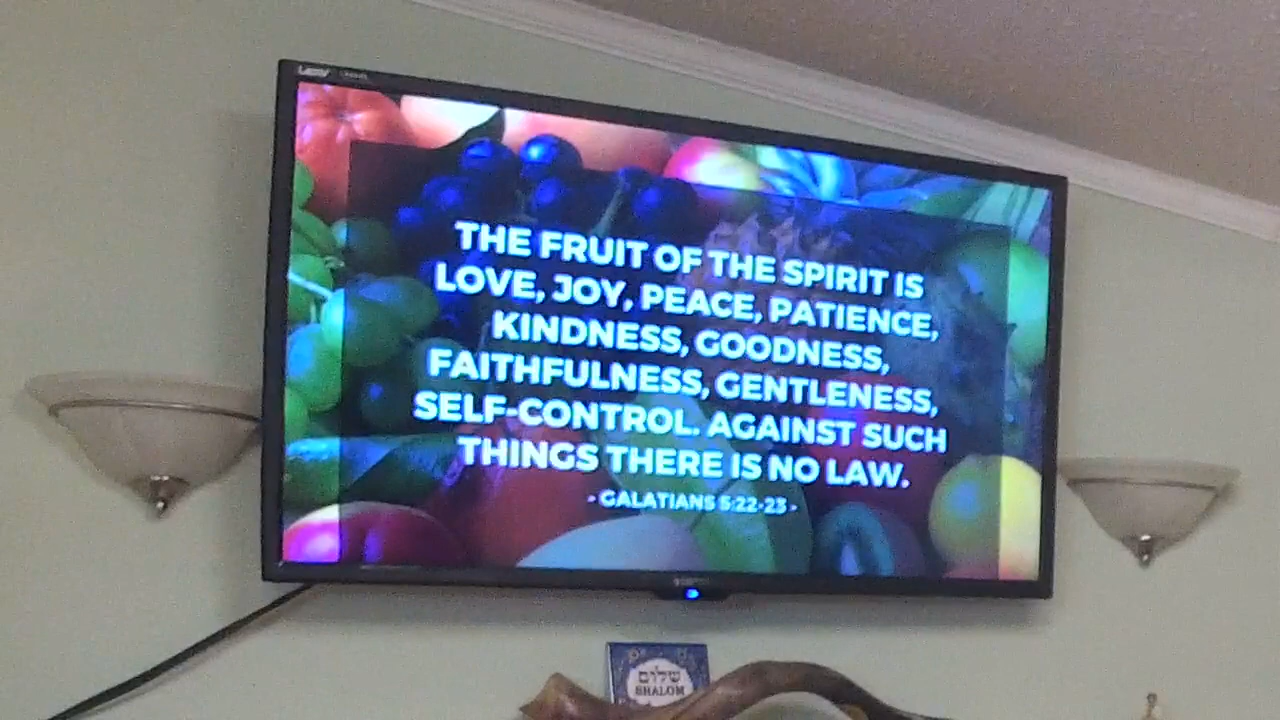 THE FRUIT OF THE SPIRIT IS
LOVE, JOY, PEACE, PATIENCE,
KINDNESS, GOODNESS,
FAITHFULNESS, GENTLENESS,
SELF-CONTROL. AGAINST SUCH
THINGS THERE IS NO LAW.
- GALATIANS 5:22-23 -
שלום
SHALOM